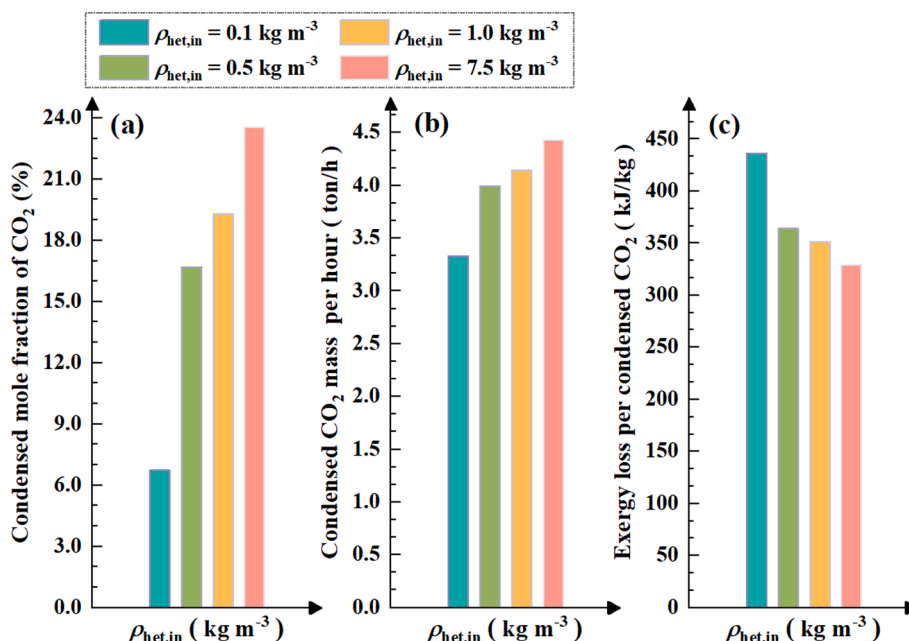 ρhet,in = 0.1 kg m-3 ρhet,in = 1.0 kg m-3
ρhet,in = 0.5 kg m-3 ρhet,in = 7.5 kg m-3
(a)
Condensed mole fraction of CO2 (%)
24.0
21.0
18.0
15.0
12.0
9.0
6.0
3.0
0.0
ρhet,in ( kg m-3 )
(b)
Condensed CO2 mass per hour ( ton/h )
4.5
4.0
3.5
3.0
2.5
2.0
1.5
1.0
0.5
0.0
ρhet,in ( kg m-3 )
(c)
Exergy loss per condensed CO2 ( kJ/kg )
450
400
350
300
250
200
150
100
50
0
ρhet,in ( kg m-3 )